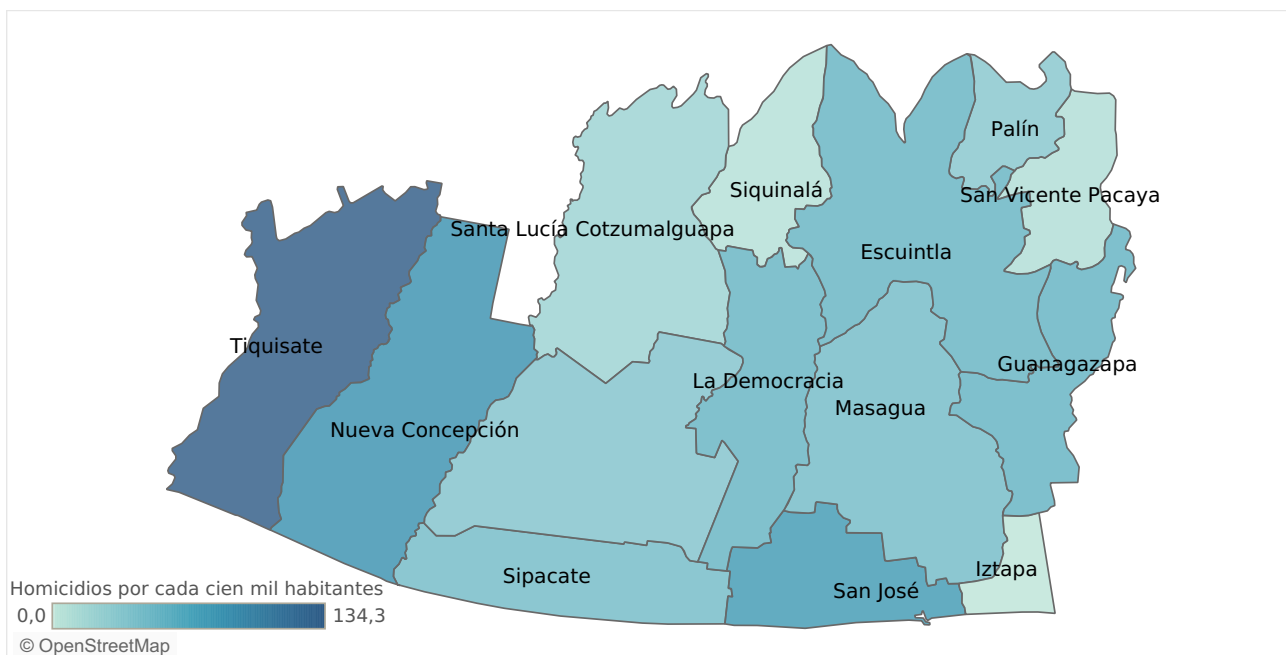 Palín
Siquinalá
San Vicente Pacaya
Santa Lucía Cotzumalguapa
Escuintla
Tiquisate
Guanagazapa
La Democracia
Masagua
Nueva Concepción
Iztapa
Sipacate
San José
Homicidios por cada cien mil habitantes
0,0 134,3
© OpenStreetMap